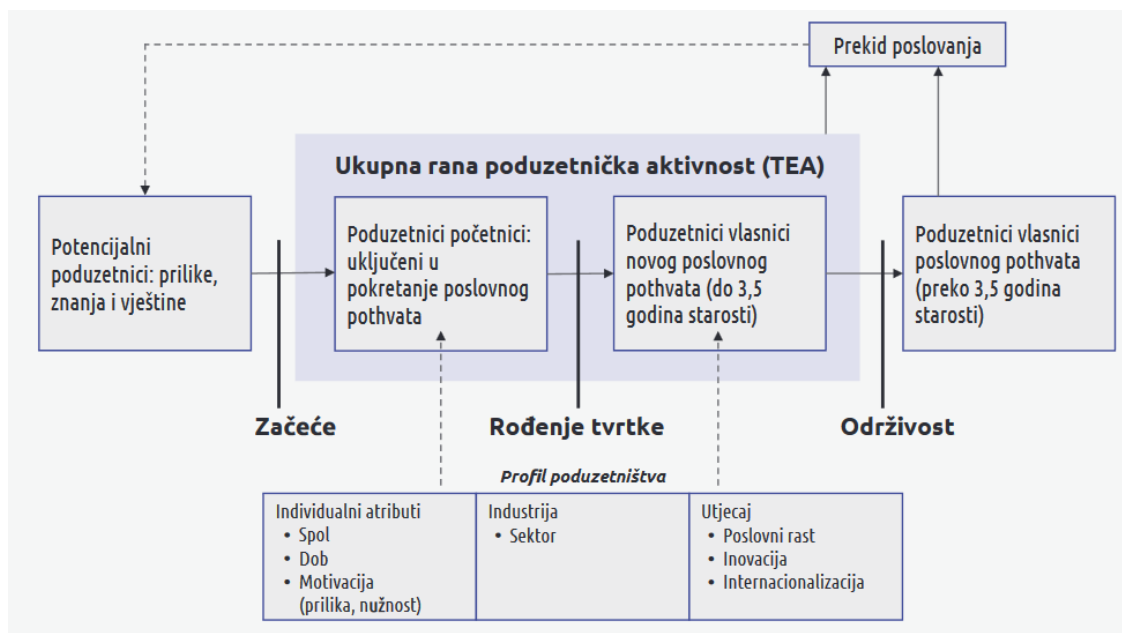 Prekid poslovanja
Ukupna rana poduzetnička aktivnost (TEA)
Potencijalni
poduzetnici: prilike,
znanja i vještine
Poduzetnici početnici:
uključeni u
pokretanje poslovnog
pothvata
Poduzetnici vlasnici
novog poslovnog
pothvata (do 3,5
godina starosti)
Poduzetnici vlasnici
poslovnog pothvata
(preko 3,5 godina
starosti)
Začeće
Rođenje tvrtke
Održivost
Profil poduzetništva
Individualni atributi
• Spol
• Dob
• Motivacija
(prilika, nužnost)
Industrija
• Sektor
Utjecaj
• Poslovni rast
• Inovacija
• Internacionalizacija